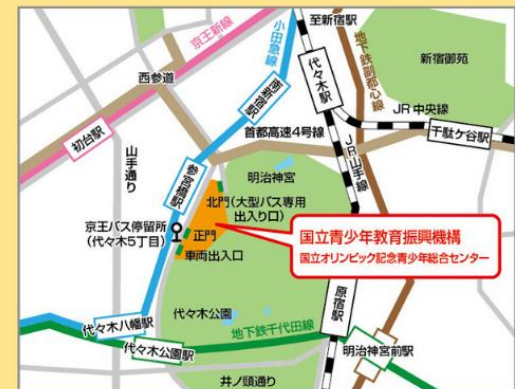 至新宿駅
京王新線
小田急線
地下鉄副都心線
新宿御苑
西参道
南新宿駅
代々木駅
JR中央線
千駄ケ谷駅
初台駅
山手通り
首都高速4号線
JR山手線
参宮橋駅
明治神宮
北門(大型バス専用
出入り口)
京王バス停留所
(代々木5丁目)
正門
車両出入口
国立青少年教育振興機構
国立オリンピック記念青少年総合センター
代々木公園
原宿駅
代々木八幡駅
地下鉄千代田線
代々木公園駅
明治神宮前駅
井ノ頭通り